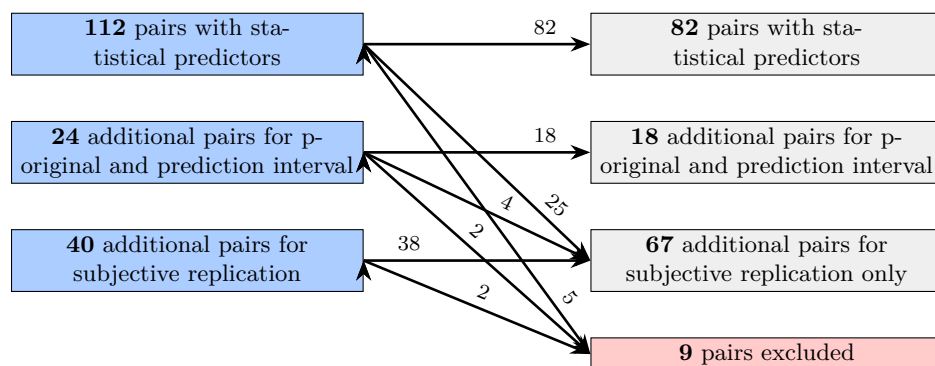 112 pairs with sta-
tistical predictors
82
82 pairs with sta-
tistical predictors
24 additional pairs for p-
original and prediction interval
18
18 additional pairs for p-
original and prediction interval
4
25
2
40 additional pairs for
subjective replication
38
67 additional pairs for
subjective replication only
2
5
9 pairs excluded